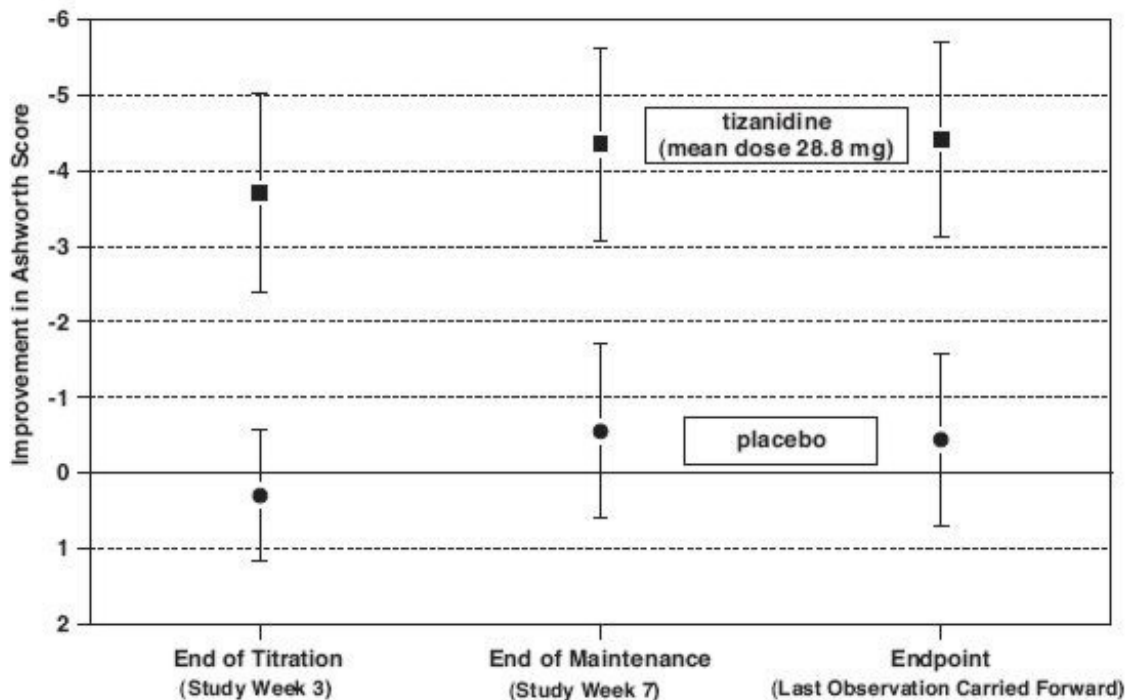 Improvement in Ashworth Score
-6
-5
-4
-3
-2
-1
0
1
2
tizanidine
(mean dose 28.8 mg)
placebo
End of Titration
(Study Week 3)
End of Maintenance
(Study Week 7)
Endpoint
(Last Observation Carried Forward)